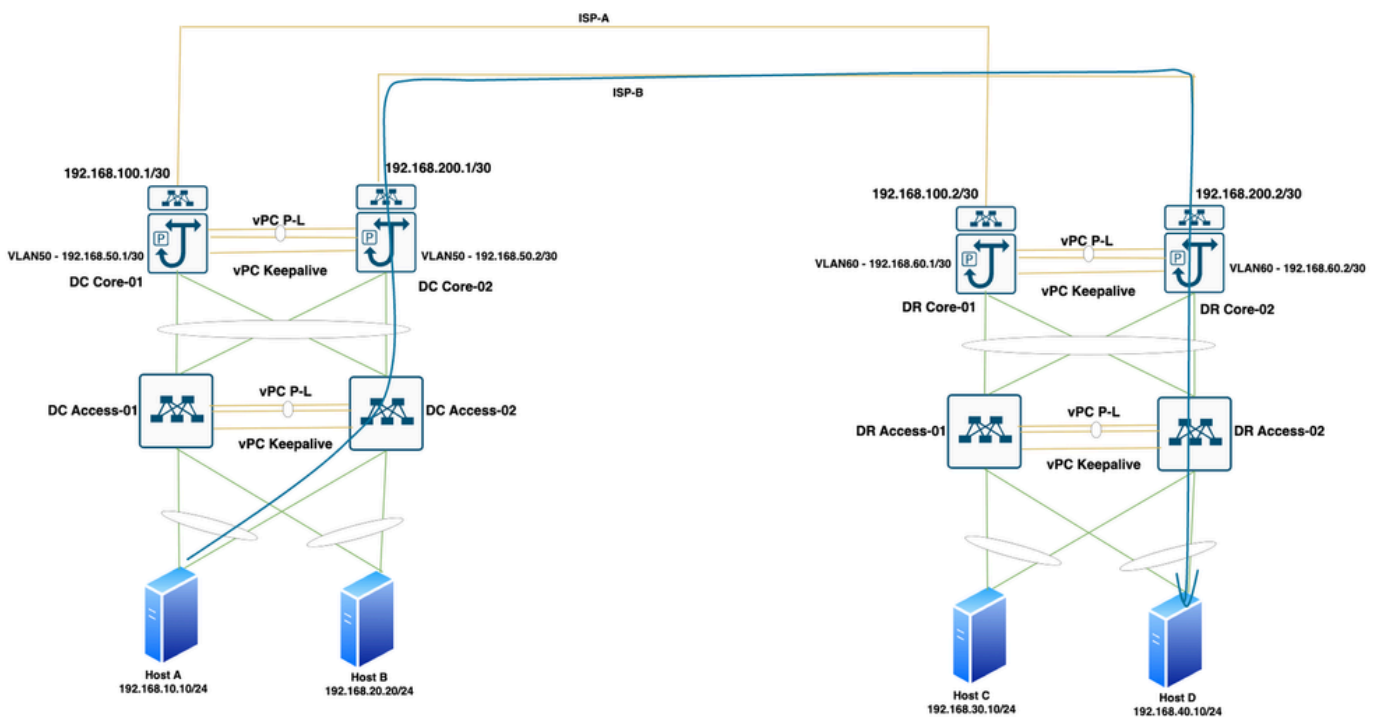 ISP-A
ISP-B
192.168.100.1/30
192.168.200.1/30
vPC P-L
P
P
VLAN50 - 192.168.50.1/30
VLAN50 - 192.168.50.2/30
vPC Keepalive
DC Core-01
DC Core-02
192.168.100.2/30
192.168.200.2/30
vPC P-L
P
P
VLAN60 - 192.168.60.1/30
VLAN60 - 192.168.60.2/30
vPC Keepalive
DR Core-01
DR Core-02
vPC P-L
DC Access-01
DC Access-02
vPC Keepalive
vPC P-L
DR Access-01
DR Access-02
vPC Keepalive
Host A
192.168.10.10/24
Host B
192.168.20.20/24
Host C
192.168.30.10/24
Host D
192.168.40.10/24